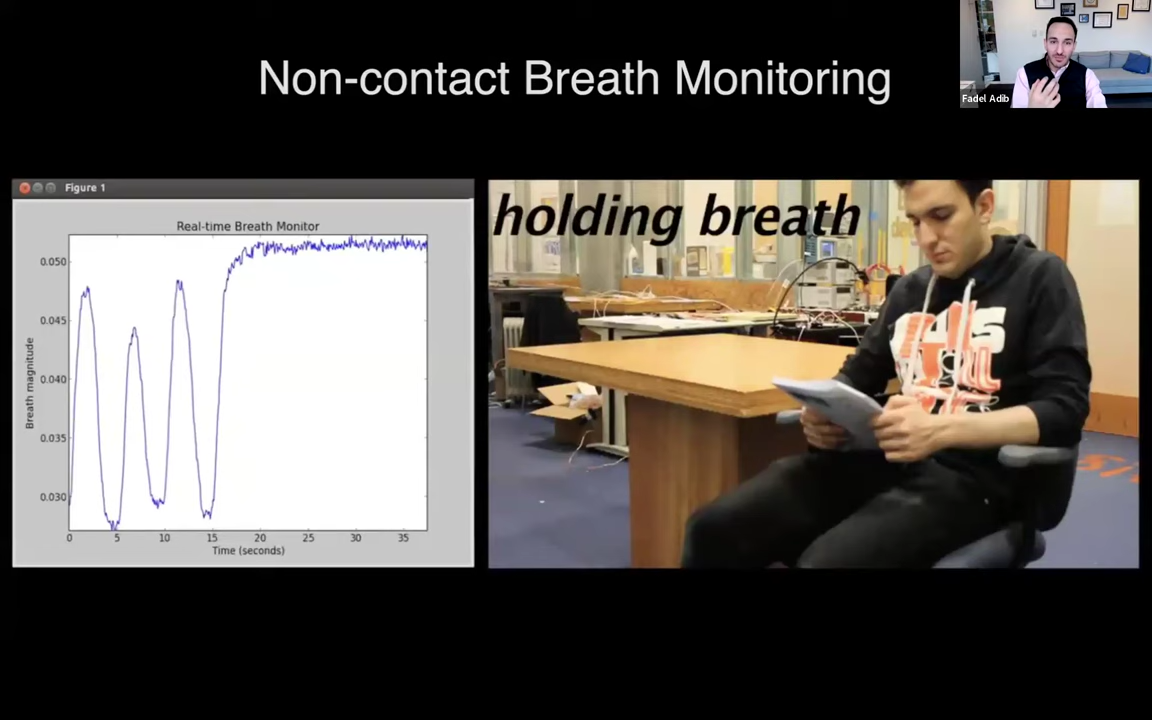 Non-contact Breath Monitoring
Fadel Adib
Figure 1
Real-time Breath Monitor
0.050
0.045
0.040
0.035
0.030
Breath magnitude
0 5 10 15 20 25 30 35
Time (seconds)
holding breath